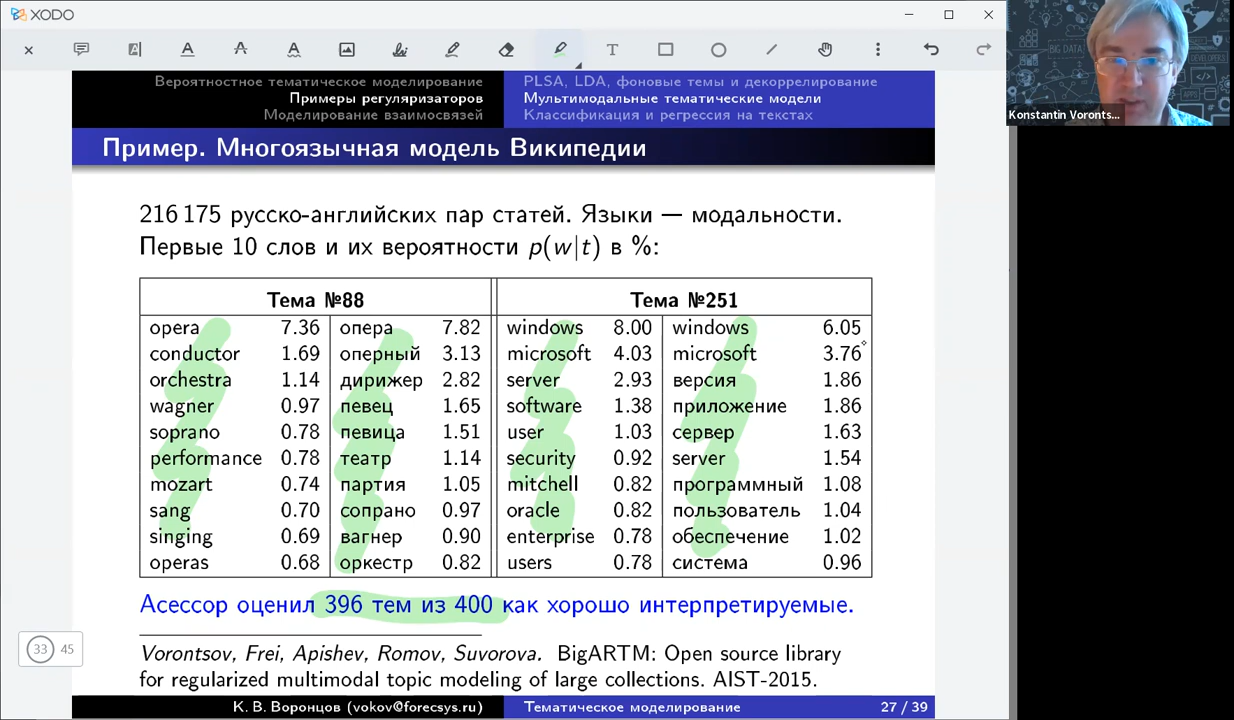 XODO
Вероятностное тематическое моделирование
Примеры регуляризаторов
Моделирование взаимосвязей
PLSA, LDA, фоновые темы и декоррелирование
Мультимодальные тематические модели
Классификация и регрессия на текстах
Konstantin Voronts...
Пример. Многоязычная модель Википедии
216 175 русско-английских пар статей. Языки — модальности.
Первые 10 слов и их вероятности p(w|t) в %:
Тема №88 Тема №251
opera 7.36 опера 7.82 windows 8.00 windows 6.05
conductor 1.69 оперный 3.13 microsoft 4.03 microsoft 3.76
orchestra 1.14 дирижер 2.82 server 2.93 версия 1.86
wagner 0.97 певец 1.65 software 1.38 приложение 1.86
soprano 0.78 певица 1.51 user 1.03 сервер 1.63
performance 0.78 театр 1.14 security 0.92 server 1.54
mozart 0.74 партия 1.05 mitchell 0.82 программный 1.08
sang 0.70 сопрано 0.97 oracle 0.82 пользователь 1.04
singing 0.69 вагнер 0.90 enterprise 0.78 обеспечение 1.02
operas 0.68 оркестр 0.82 users 0.78 система 0.96
Асессор оценил 396 тем из 400 как хорошо интерпретируемые.
Vorontsov, Frei, Apishev, Romov, Suvorova. BigARTM: Open source library
for regularized multimodal topic modeling of large collections. AIST-2015.
33 45
К. В. Воронцов (vokov@forecsys.ru) Тематическое моделирование 27 / 39